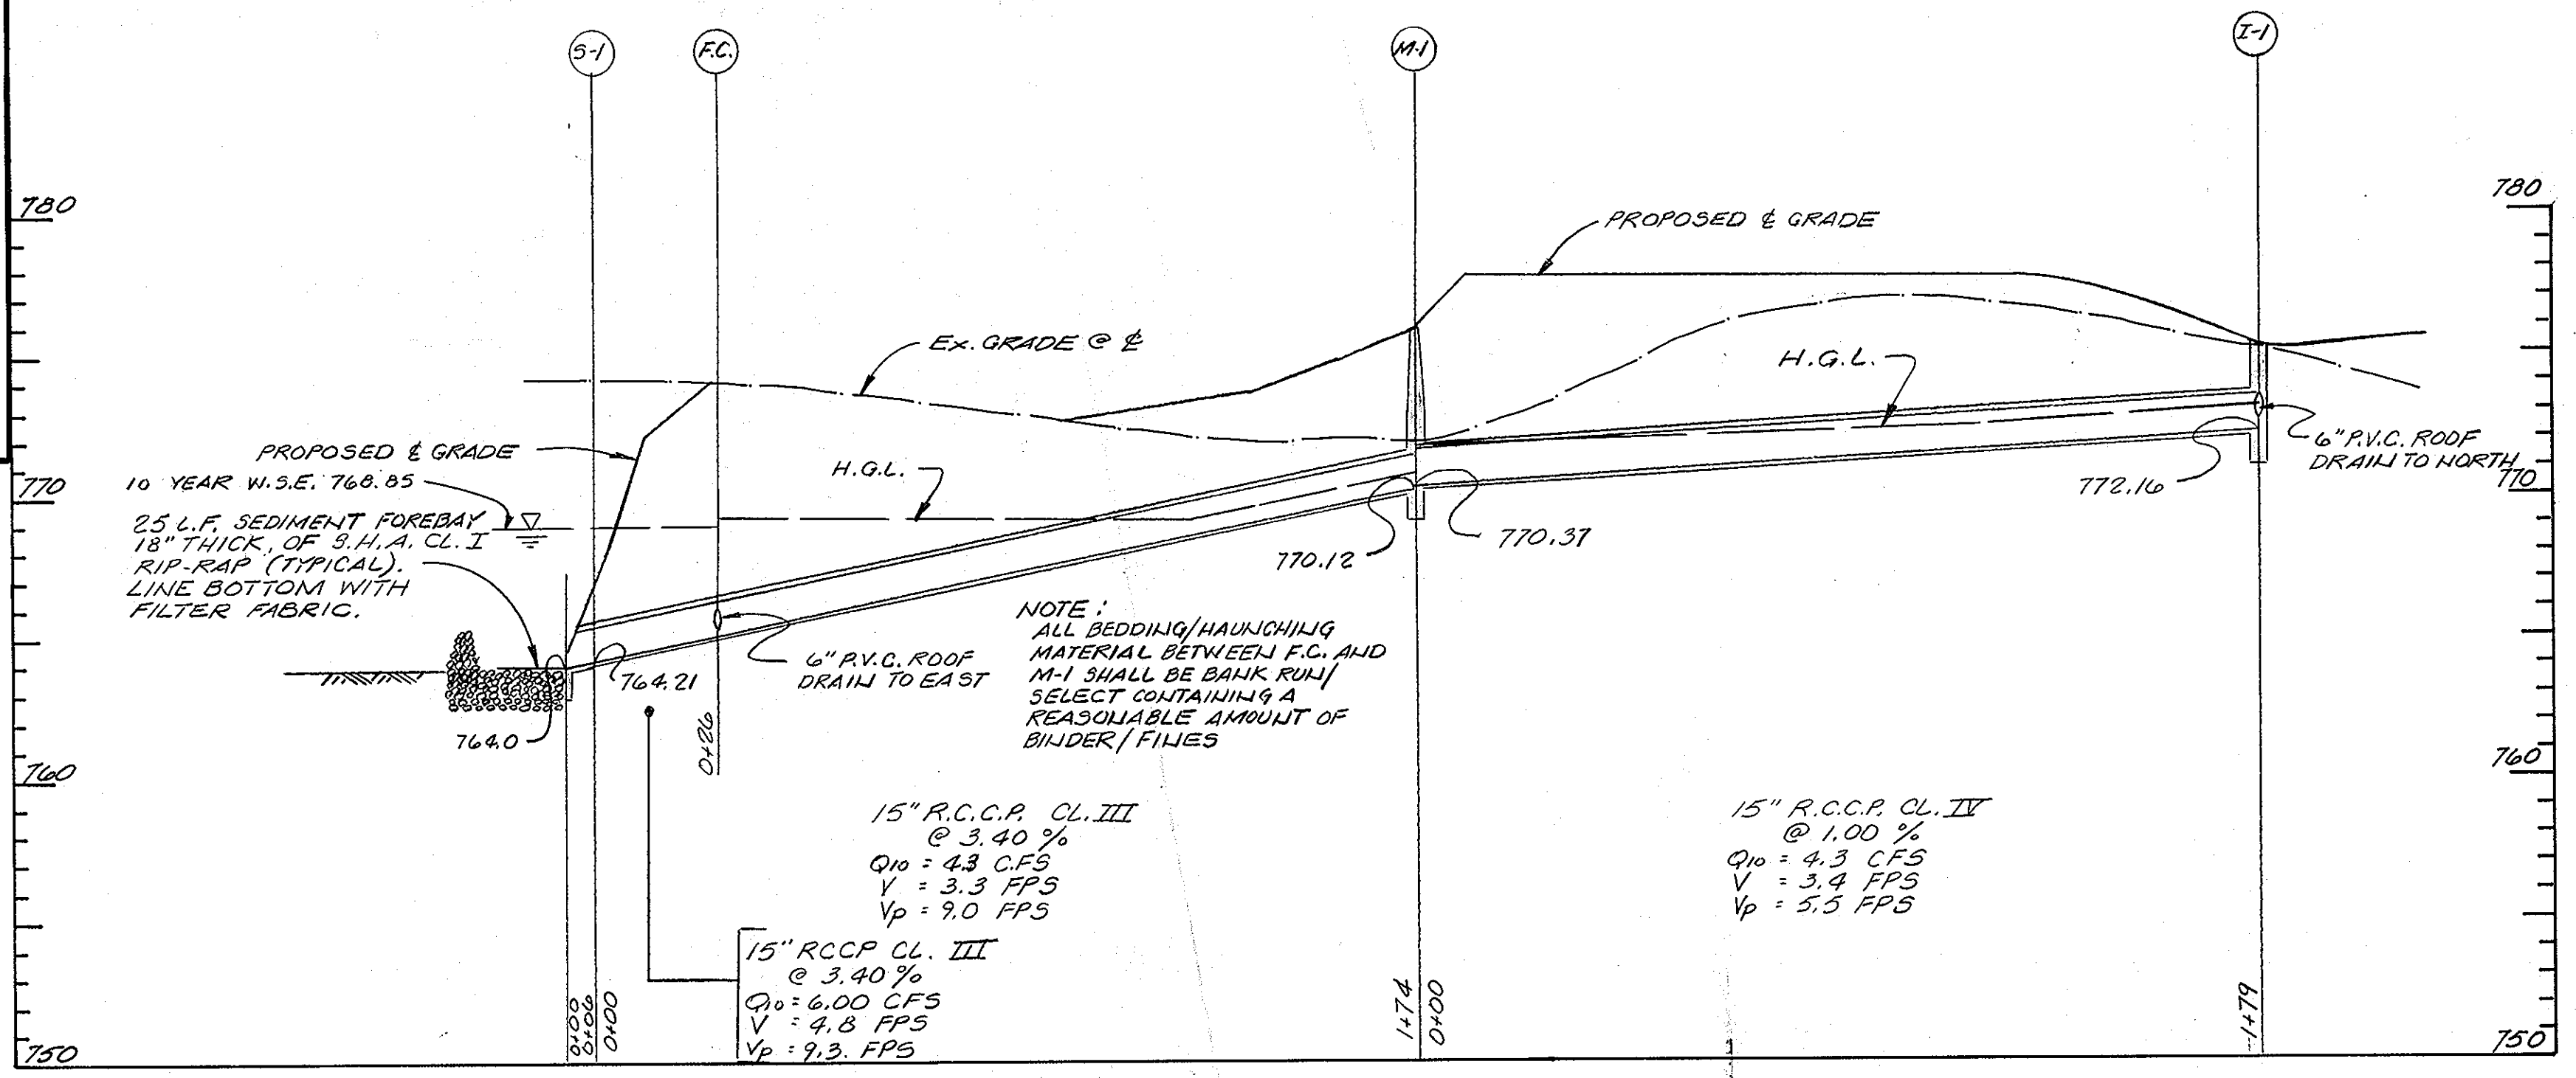 S-1
F.C.
M-1
I-1
780
780
PROPOSED ℄ GRADE
EX. GRADE @ ℄
H.G.L.
PROPOSED ℄ GRADE
10 YEAR W.S.E. 768.85
770
H.G.L.
6" P.V.C. ROOF
DRAIN TO NORTH
770
772.16
25 L.F. SEDIMENT FOREBAY
18" THICK, OF S.H.A. CL. I
RIP-RAP (TYPICAL).
LINE BOTTOM WITH
FILTER FABRIC.
770.12
770.37
NOTE:
ALL BEDDING/HAUNCHING
MATERIAL BETWEEN F.C. AND
M-1 SHALL BE BANK RUN/
SELECT CONTAINING A
REASONABLE AMOUNT OF
BINDER/FINES
6" P.V.C. ROOF
DRAIN TO EAST
764.21
764.0
0+26
760
760
15" R.C.C.P. CL. III
@ 3.40 %
Q10 = 4.3 C.F.S
V = 3.3 FPS
Vp = 9.0 FPS
15" R.C.C.P. CL. IV
@ 1.00 %
Q10 = 4.3 CFS
V = 3.4 FPS
Vp = 5.5 FPS
15" RCCP CL. III
@ 3.40 %
Q10 = 6.00 CFS
V = 4.8 FPS
Vp = 9.3. FPS
0+00
0+06
0+00
1+74
0+00
1+79
750
750